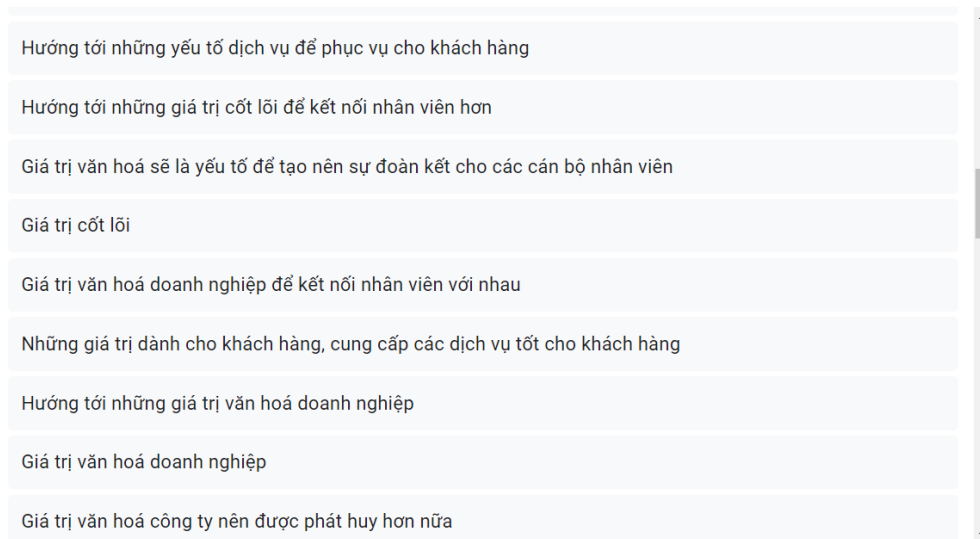 Hướng tới những yếu tố dịch vụ để phục vụ cho khách hàng
Hướng tới những giá trị cốt lõi để kết nối nhân viên hơn
Giá trị văn hoá sẽ là yếu tố để tạo nên sự đoàn kết cho các cán bộ nhân viên
Giá trị cốt lõi
Giá trị văn hoá doanh nghiệp để kết nối nhân viên với nhau
Những giá trị dành cho khách hàng, cung cấp các dịch vụ tốt cho khách hàng
Hướng tới những giá trị văn hoá doanh nghiệp
Giá trị văn hoá doanh nghiệp
Giá trị văn hoá công ty nên được phát huy hơn nữa